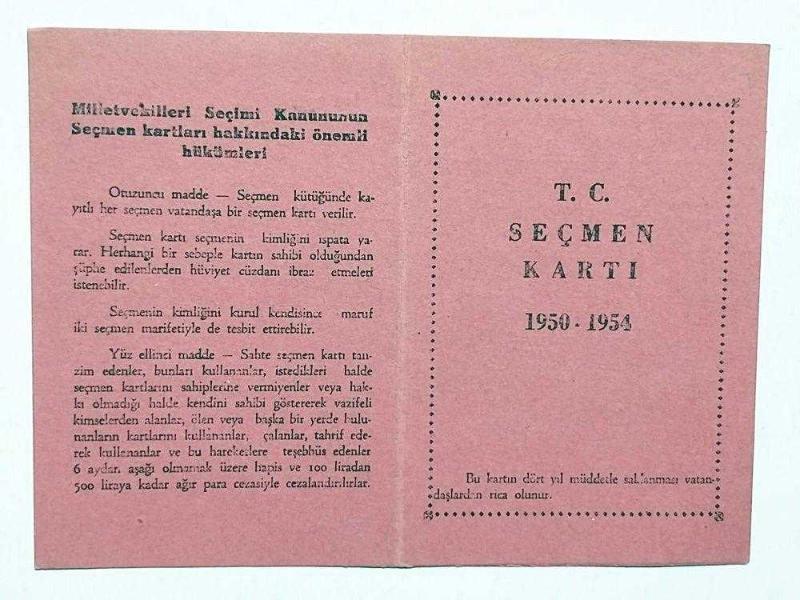 Milletvekilleri Seçimi Kanununun
Seçmen kartları hakkındaki önemli
hükümleri
Otuzuncu madde — Seçmen kütüğünde ka-
yıtlı her seçmen vatandaşa bir seçmen kartı verilir.
Seçmen kartı seçmenin kimliğini ispata ya-
rar. Herhangi bir sebeple kartın sahibi olduğundan
şüphe edilenlerden hüviyet cüzdanı ibraz etmeleri
istenebilir.
Seçmenin kimliğini kurul kendisince maruf
iki seçmen marifetiyle de tesbit ettirebilir.
Yüz ellinci madde — Sahte seçmen kartı tan-
zim edenler, bunları kullananlar, istedikleri halde
seçmen kartlarını sahiplerine vermiyenler veya hak-
kı olmadığı halde kendini sahibi göstererek vazifeli
kimselerden alanlar, ölen veya başka bir yerde bulu-
nanların kartlarını kullananlar, çalanlar, tahrif ede-
rek kullananlar ve bu hareketlere teşebbüs edenler
6 aydan aşağı olmamak üzere hapis ve 100 liradan
500 liraya kadar ağır para cezasiyle cezalandırılırlar.
T. C.
SEÇMEN
KARTI
1950 - 1954
Bu kartın dört yıl müddetle saklanması vatan-
daşlardan rica olunur.